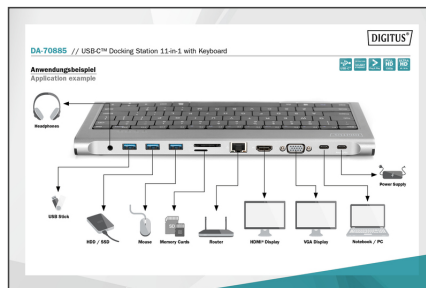 DIGITUS®
DA-70885 // USB-C™ Docking Station 11-in-1 with Keyboard
Anwendungsbeispiel
Application example
Headphones
Power Supply
USB Stick
HDD / SSD
Mouse
Memory Cards
Router
HDMI® Display
VGA Display
Notebook / PC